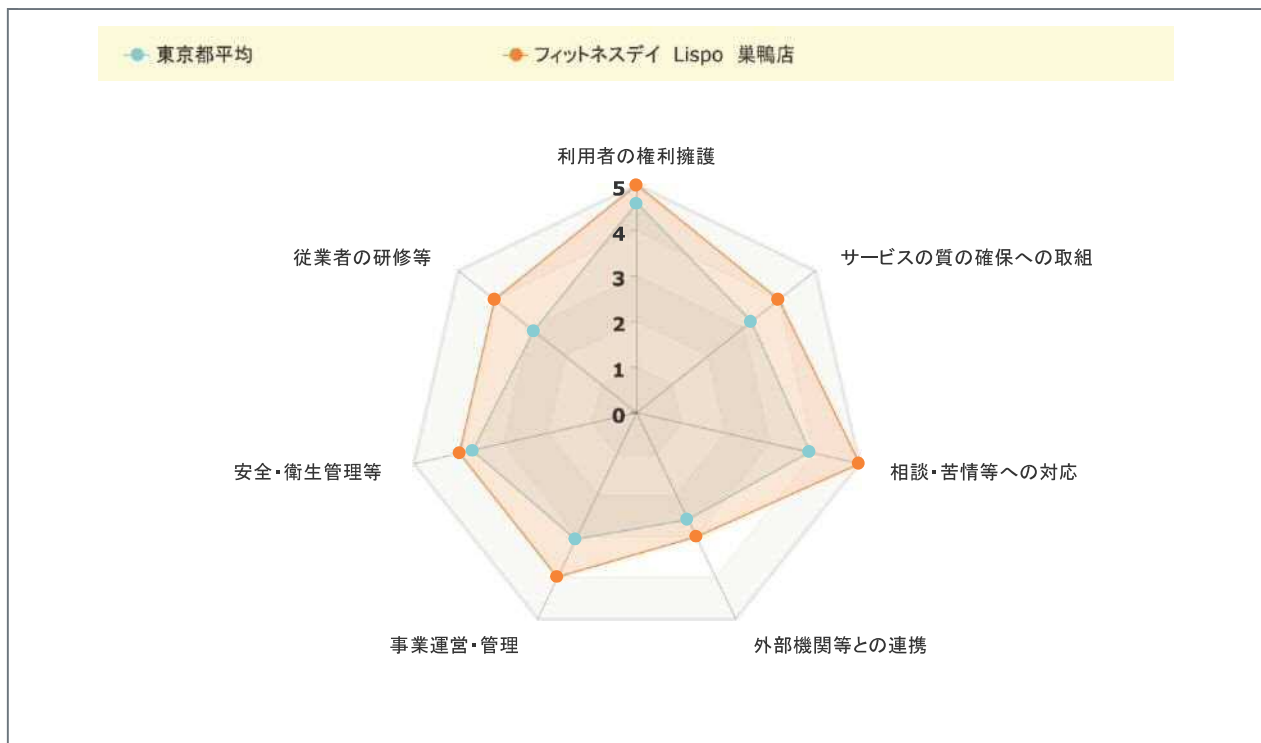 東京都平均
フィットネスデイ Lispo 巣鴨店
利用者の権利擁護
5
4
3
2
1
0
従業者の研修等
サービスの質の確保への取組
安全・衛生管理等
相談・苦情等への対応
事業運営・管理
外部機関等との連携